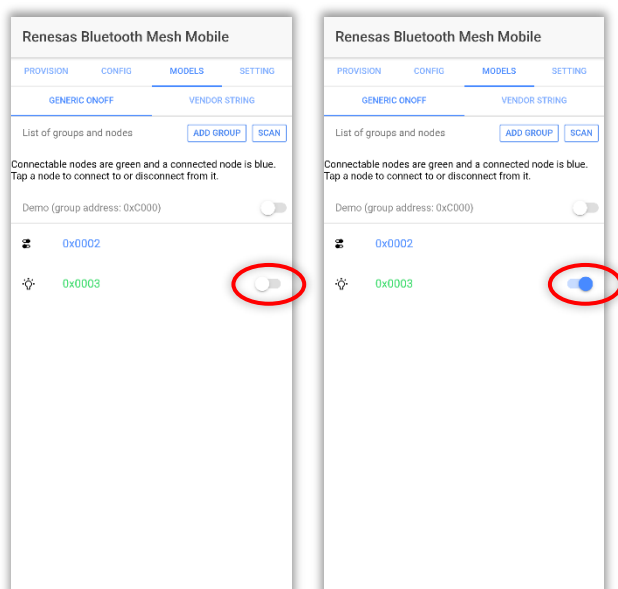 Renesas Bluetooth Mesh Mobile
PROVISION CONFIG MODELS SETTING
GENERIC ONOFF VENDOR STRING
List of groups and nodes ADD GROUP SCAN
Connectable nodes are green and a connected node is blue.
Tap a node to connect to or disconnect from it.
Demo (group address: 0xC000)
0x0002
0x0003
Renesas Bluetooth Mesh Mobile
PROVISION CONFIG MODELS SETTING
GENERIC ONOFF VENDOR STRING
List of groups and nodes ADD GROUP SCAN
Connectable nodes are green and a connected node is blue.
Tap a node to connect to or disconnect from it.
Demo (group address: 0xC000)
0x0002
0x0003